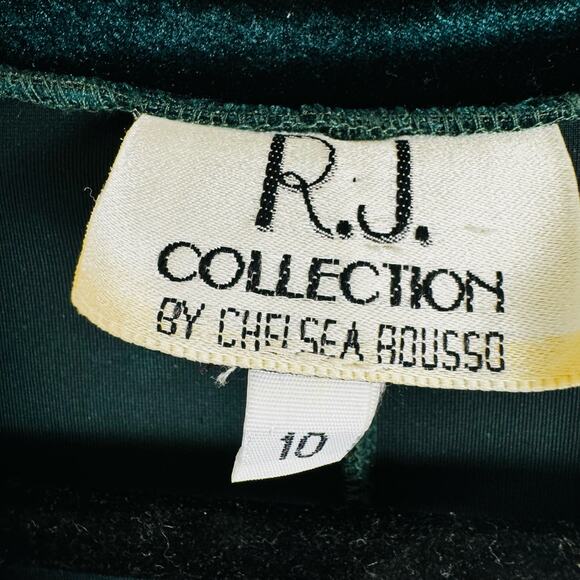 R.J.
COLLECTION
BY CHELSEA ROUSSO
10